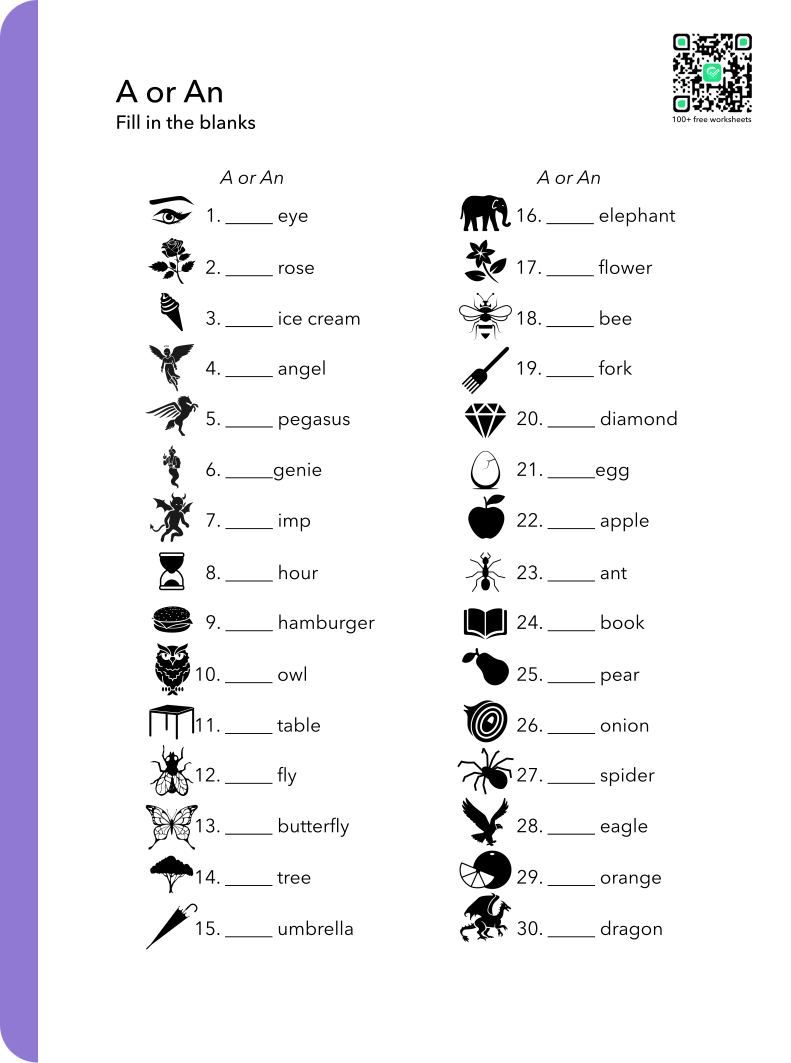 A or An
Fill in the blanks
100+ free worksheets
A or An
1. _____ eye
2. _____ rose
3. _____ ice cream
4. _____ angel
5. _____ pegasus
6. _____genie
7. _____ imp
8. _____ hour
9. _____ hamburger
10. _____ owl
11. _____ table
12. _____ fly
13. _____ butterfly
14. _____ tree
15. _____ umbrella
A or An
16. _____ elephant
17. _____ flower
18. _____ bee
19. _____ fork
20. _____ diamond
21. _____egg
22. _____ apple
23. _____ ant
24. _____ book
25. _____ pear
26. _____ onion
27. _____ spider
28. _____ eagle
29. _____ orange
30. _____ dragon